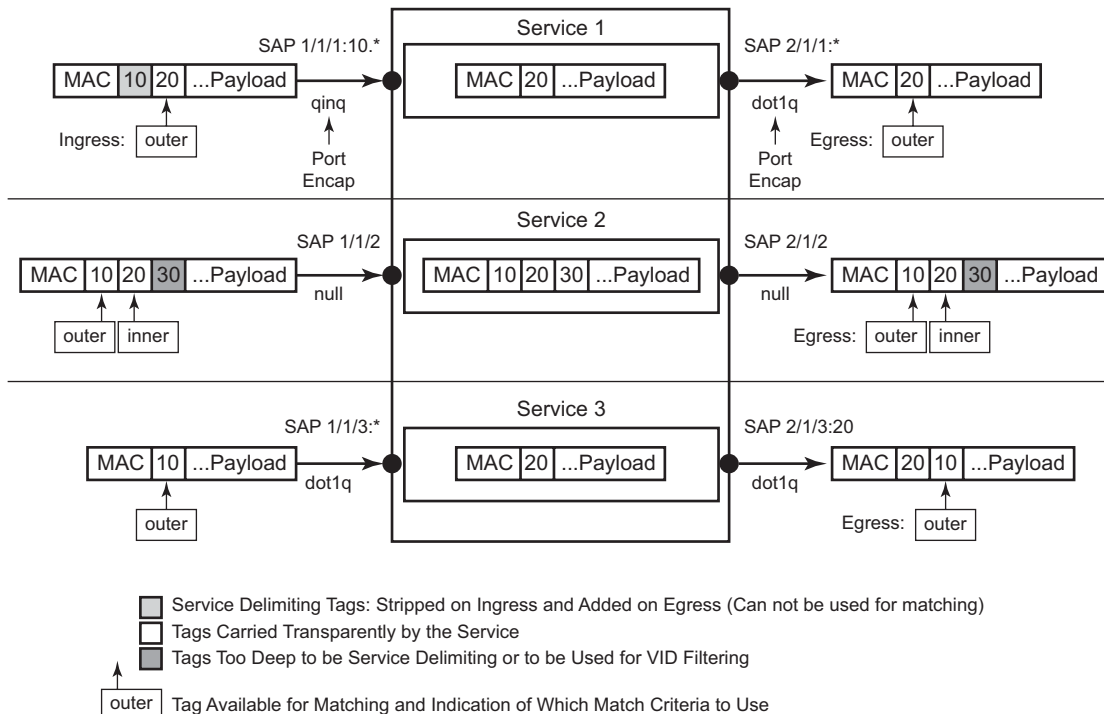 Service 1
SAP 1/1/1:10.*
SAP 2/1/1:*
MAC 10 20 ...Payload
MAC 20 ...Payload
MAC 20 ...Payload
qinq
dot1q
Ingress: outer
Egress: outer
Port
Encap
Port
Encap
Service 2
SAP 1/1/2
SAP 2/1/2
MAC 10 20 30 ...Payload
MAC 10 20 30 ...Payload
MAC 10 20 30 ...Payload
null
null
outer inner
Egress: outer inner
Service 3
SAP 1/1/3:*
SAP 2/1/3:20
MAC 10 ...Payload
MAC 20 ...Payload
MAC 20 10 ...Payload
dot1q
dot1q
outer
Egress: outer
Service Delimiting Tags: Stripped on Ingress and Added on Egress (Can not be used for matching)
Tags Carried Transparently by the Service
Tags Too Deep to be Service Delimiting or to be Used for VID Filtering
outer Tag Available for Matching and Indication of Which Match Criteria to Use